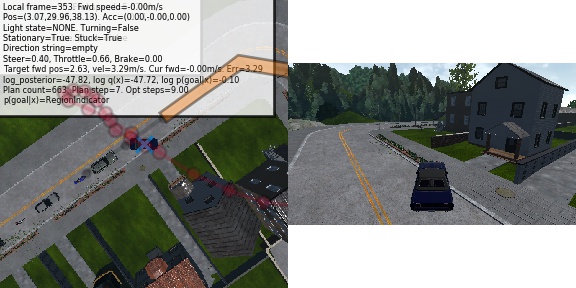 Local frame=353: Fwd speed=-0.00m/s
Pos=(3.07,29.96,38.13). Acc=(0.00,-0.00,0.00)
Light state=NONE. Turning=False
Stationary=True. Stuck=True
Direction string=empty
Steer=0.40, Throttle=0.66, Brake=0.00
Target fwd pos=2.63, vel=3.29m/s. Cur fwd=-0.00m/s. Err=3.29
log_posterior=-47.82, log q(x)=-47.72, log p(goal|x)=-0.10
Plan count=663, Plan step=7. Opt steps=9.00
p(goal|x)=RegionIndicator